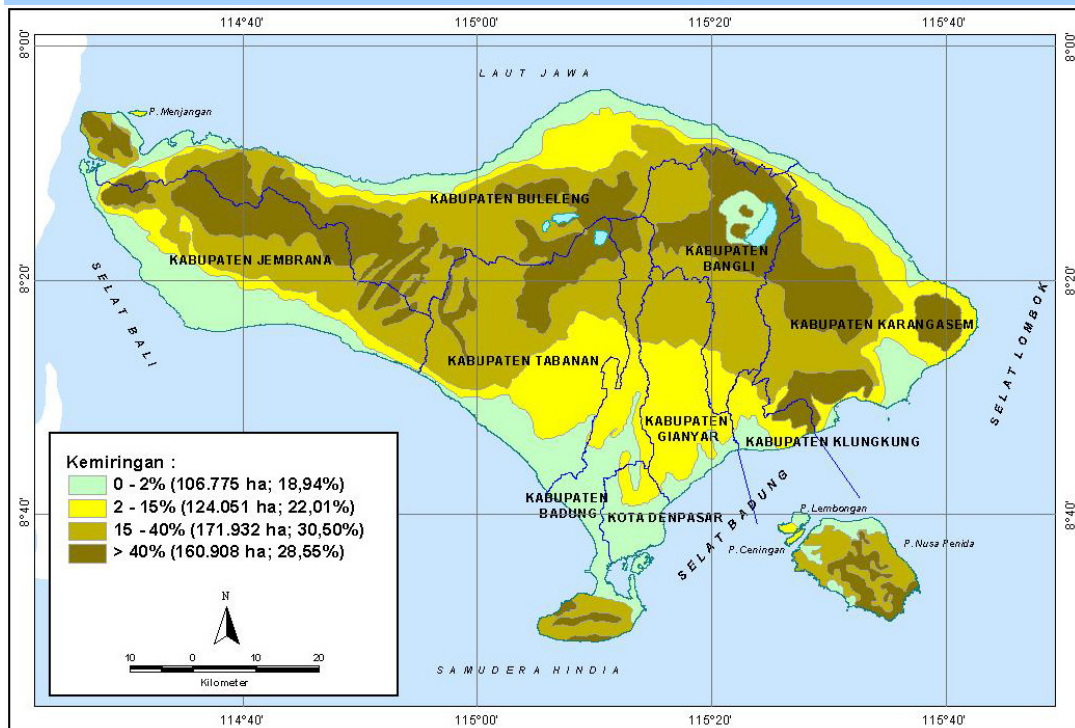 114°40' 115°00' 115°20' 115°40'
8°00' 8°00'
LAUT JAWA
P. Menjangan
KABUPATEN BULELENG
KABUPATEN JEMBRANA
KABUPATEN
BANGLI
8°20' 8°20'
SELAT BALI
KABUPATEN KARANGASEM
SELAT LOMBOK
KABUPATEN TABANAN
KABUPATEN
GIANYAR
KABUPATEN KLUNGKUNG
Kemiringan :
0 - 2% (106.775 ha; 18,94%)
2 - 15% (124.051 ha; 22,01%)
15 - 40% (171.932 ha; 30,50%)
> 40% (160.908 ha; 28,55%)
N
10 0 10 20
Kilometer
KABUPATEN
BADUNG
KOTA DENPASAR
SELAT BADUNG
8°40' 8°40'
P. Lembongan
P. Ceningan
P. Nusa Penida
SAMUDERA HINDIA
114°40' 115°00' 115°20' 115°40'